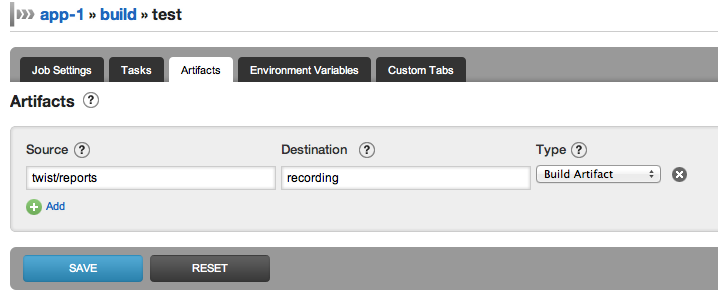 app-1 » build » test
Job Settings Tasks Artifacts Environment Variables Custom Tabs
Artifacts ?
Source ? Destination ? Type ?
twist/reports recording Build Artifact
Add
SAVE RESET